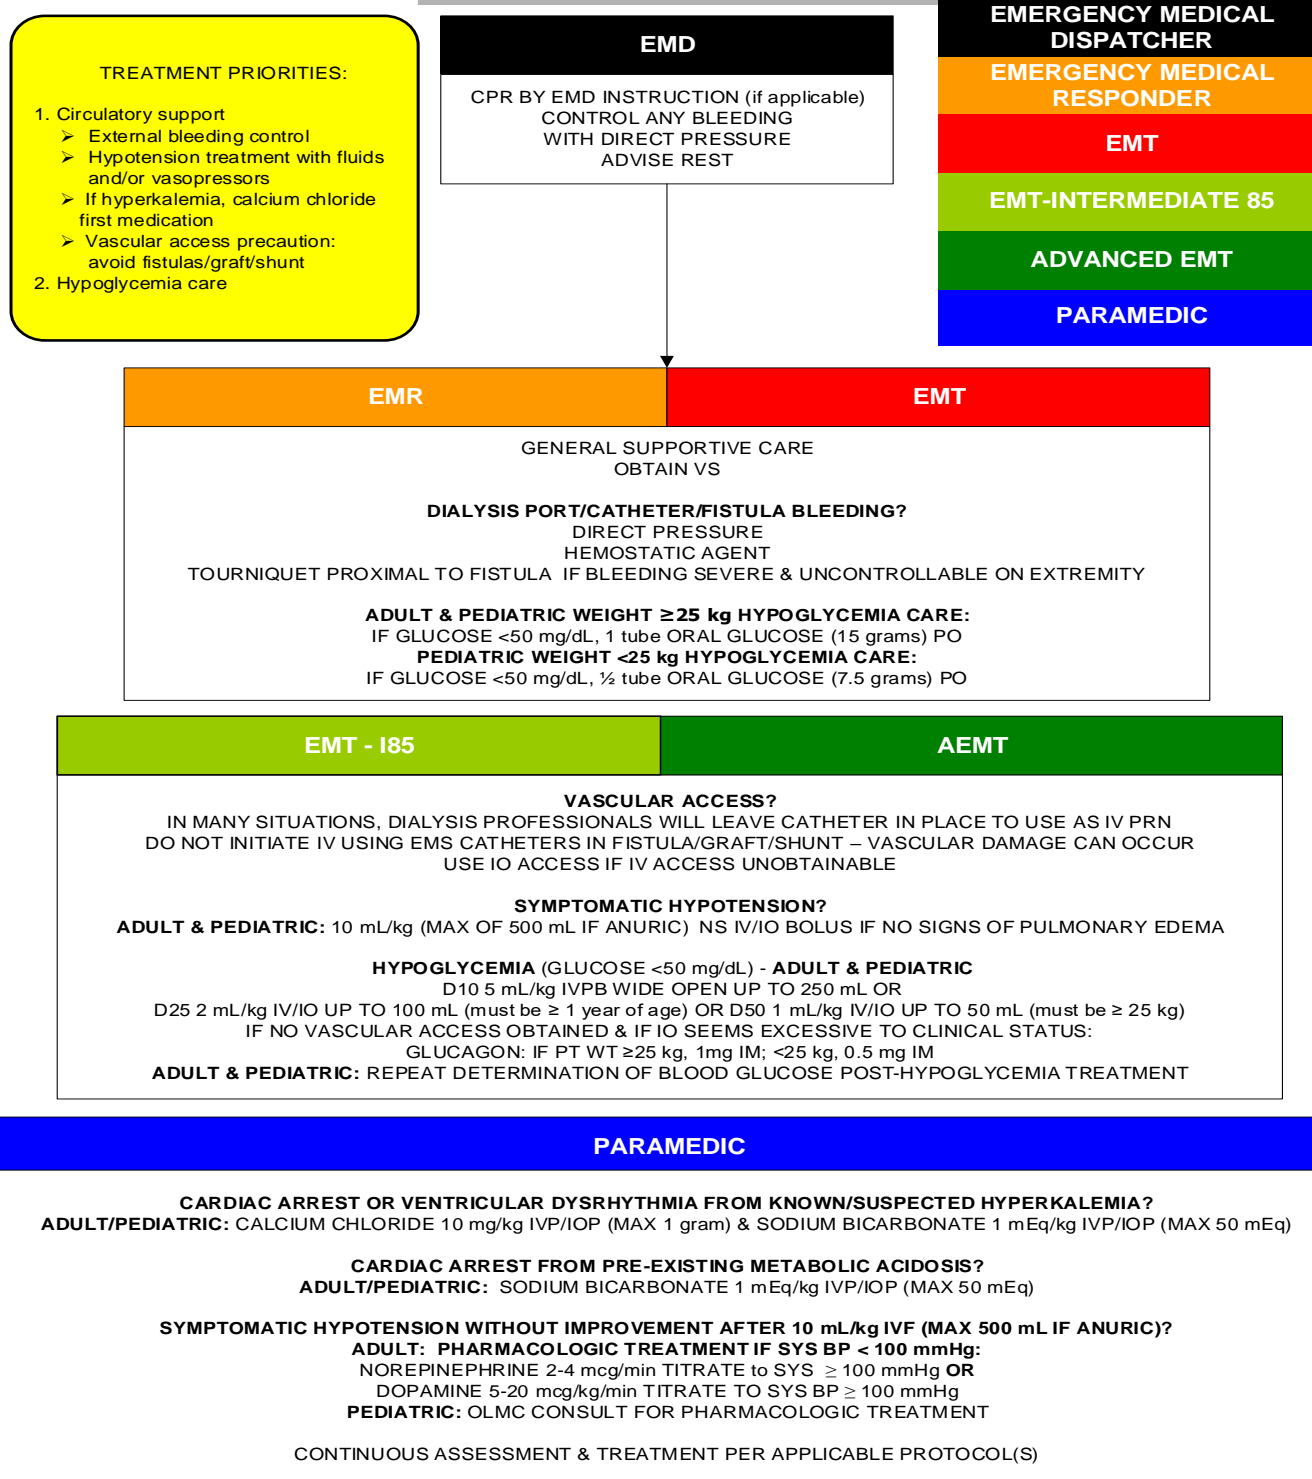 TREATMENT PRIORITIES:
1. Circulatory support
➢ External bleeding control
➢ Hypotension treatment with fluids
and/or vasopressors
➢ If hyperkalemia, calcium chloride
first medication
➢ Vascular access precaution:
avoid fistulas/graft/shunt
2. Hypoglycemia care
EMD
CPR BY EMD INSTRUCTION (if applicable)
CONTROL ANY BLEEDING
WITH DIRECT PRESSURE
ADVISE REST
EMERGENCY MEDICAL
DISPATCHER
EMERGENCY MEDICAL
RESPONDER
EMT
EMT-INTERMEDIATE 85
ADVANCED EMT
PARAMEDIC
EMR
EMT
GENERAL SUPPORTIVE CARE
OBTAIN VS
DIALYSIS PORT/CATHETER/FISTULA BLEEDING?
DIRECT PRESSURE
HEMOSTATIC AGENT
TOURNIQUET PROXIMAL TO FISTULA IF BLEEDING SEVERE & UNCONTROLLABLE ON EXTREMITY
ADULT & PEDIATRIC WEIGHT ≥25 kg HYPOGLYCEMIA CARE:
IF GLUCOSE <50 mg/dL, 1 tube ORAL GLUCOSE (15 grams) PO
PEDIATRIC WEIGHT <25 kg HYPOGLYCEMIA CARE:
IF GLUCOSE <50 mg/dL, ½ tube ORAL GLUCOSE (7.5 grams) PO
EMT - I85
AEMT
VASCULAR ACCESS?
IN MANY SITUATIONS, DIALYSIS PROFESSIONALS WILL LEAVE CATHETER IN PLACE TO USE AS IV PRN
DO NOT INITIATE IV USING EMS CATHETERS IN FISTULA/GRAFT/SHUNT – VASCULAR DAMAGE CAN OCCUR
USE IO ACCESS IF IV ACCESS UNOBTAINABLE
SYMPTOMATIC HYPOTENSION?
ADULT & PEDIATRIC: 10 mL/kg (MAX OF 500 mL IF ANURIC) NS IV/IO BOLUS IF NO SIGNS OF PULMONARY EDEMA
HYPOGLYCEMIA (GLUCOSE <50 mg/dL) - ADULT & PEDIATRIC
D10 5 mL/kg IVPB WIDE OPEN UP TO 250 mL OR
D25 2 mL/kg IV/IO UP TO 100 mL (must be ≥ 1 year of age) OR D50 1 mL/kg IV/IO UP TO 50 mL (must be ≥ 25 kg)
IF NO VASCULAR ACCESS OBTAINED & IF IO SEEMS EXCESSIVE TO CLINICAL STATUS:
GLUCAGON: IF PT WT ≥25 kg, 1mg IM; <25 kg, 0.5 mg IM
ADULT & PEDIATRIC: REPEAT DETERMINATION OF BLOOD GLUCOSE POST-HYPOGLYCEMIA TREATMENT
PARAMEDIC
CARDIAC ARREST OR VENTRICULAR DYSRHYTHMIA FROM KNOWN/SUSPECTED HYPERKALEMIA?
ADULT/PEDIATRIC: CALCIUM CHLORIDE 10 mg/kg IVP/IOP (MAX 1 gram) & SODIUM BICARBONATE 1 mEq/kg IVP/IOP (MAX 50 mEq)
CARDIAC ARREST FROM PRE-EXISTING METABOLIC ACIDOSIS?
ADULT/PEDIATRIC: SODIUM BICARBONATE 1 mEq/kg IVP/IOP (MAX 50 mEq)
SYMPTOMATIC HYPOTENSION WITHOUT IMPROVEMENT AFTER 10 mL/kg IVF (MAX 500 mL IF ANURIC)?
ADULT: PHARMACOLOGIC TREATMENT IF SYS BP < 100 mmHg:
NOREPINEPHRINE 2-4 mcg/min TITRATE to SYS ≥ 100 mmHg OR
DOPAMINE 5-20 mcg/kg/min TITRATE TO SYS BP ≥ 100 mmHg
PEDIATRIC: OLMC CONSULT FOR PHARMACOLOGIC TREATMENT
CONTINUOUS ASSESSMENT & TREATMENT PER APPLICABLE PROTOCOL(S)